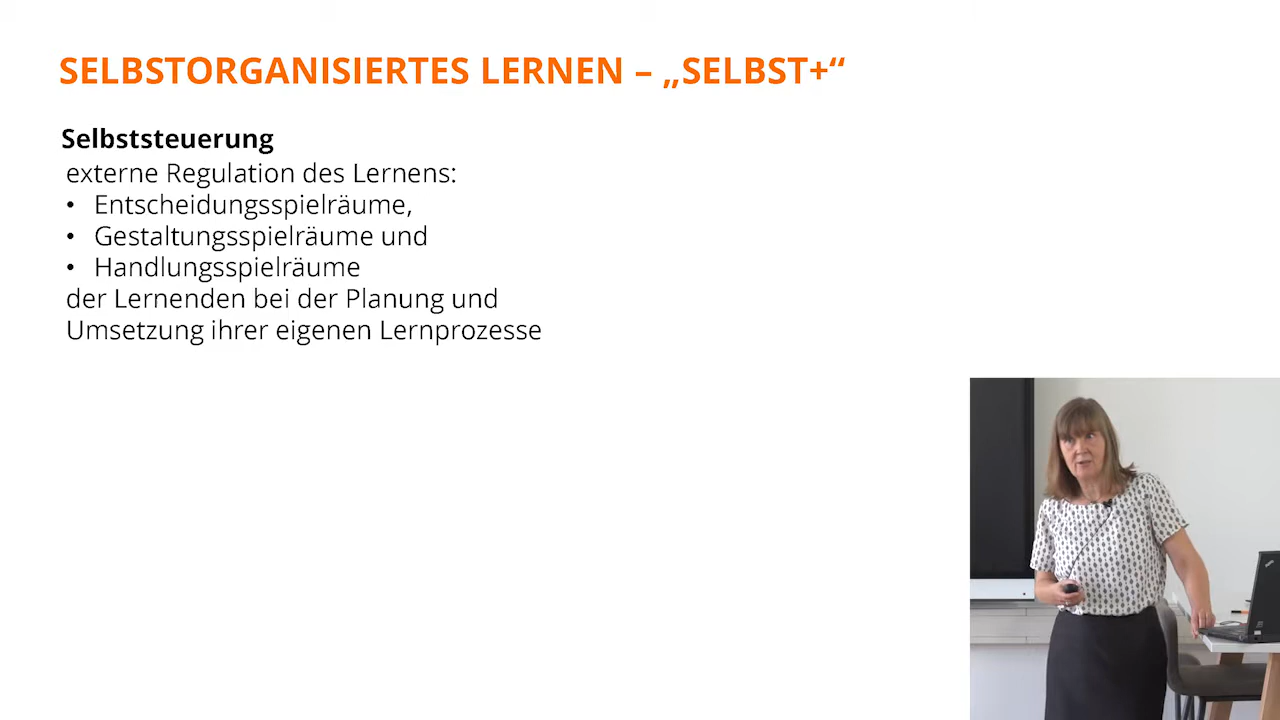 SELBSTORGANISIERTES LERNEN – „SELBST+“
Selbststeuerung
externe Regulation des Lernens:
• Entscheidungsspielräume,
• Gestaltungsspielräume und
• Handlungsspielräume
der Lernenden bei der Planung und
Umsetzung ihrer eigenen Lernprozesse